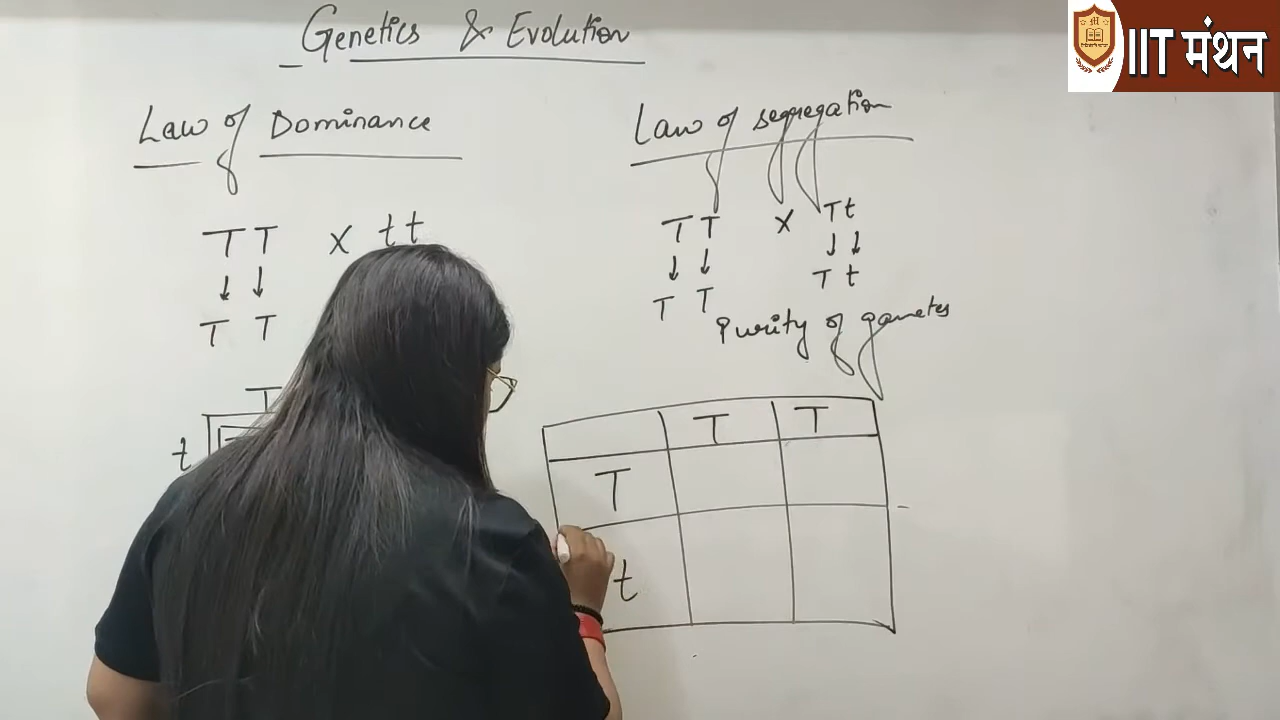 Genetics & Evolution
IIT मंथन
Law of Dominance
TT x tt
T T
T
t
Law of segregation
TT x Tt
T T T t
Purity of gametes
T T
T
t